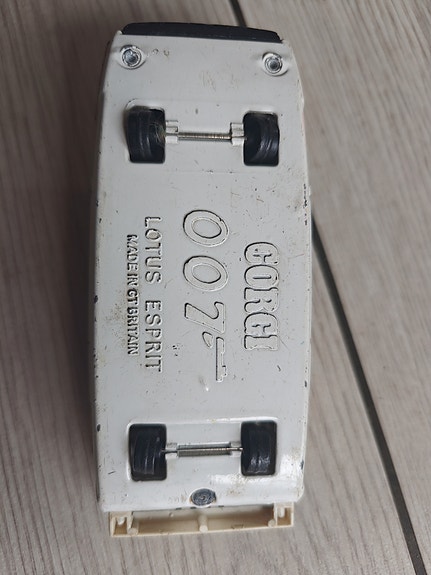 CORGI
007
LOTUS ESPRIT
MADE IN GT BRITAIN